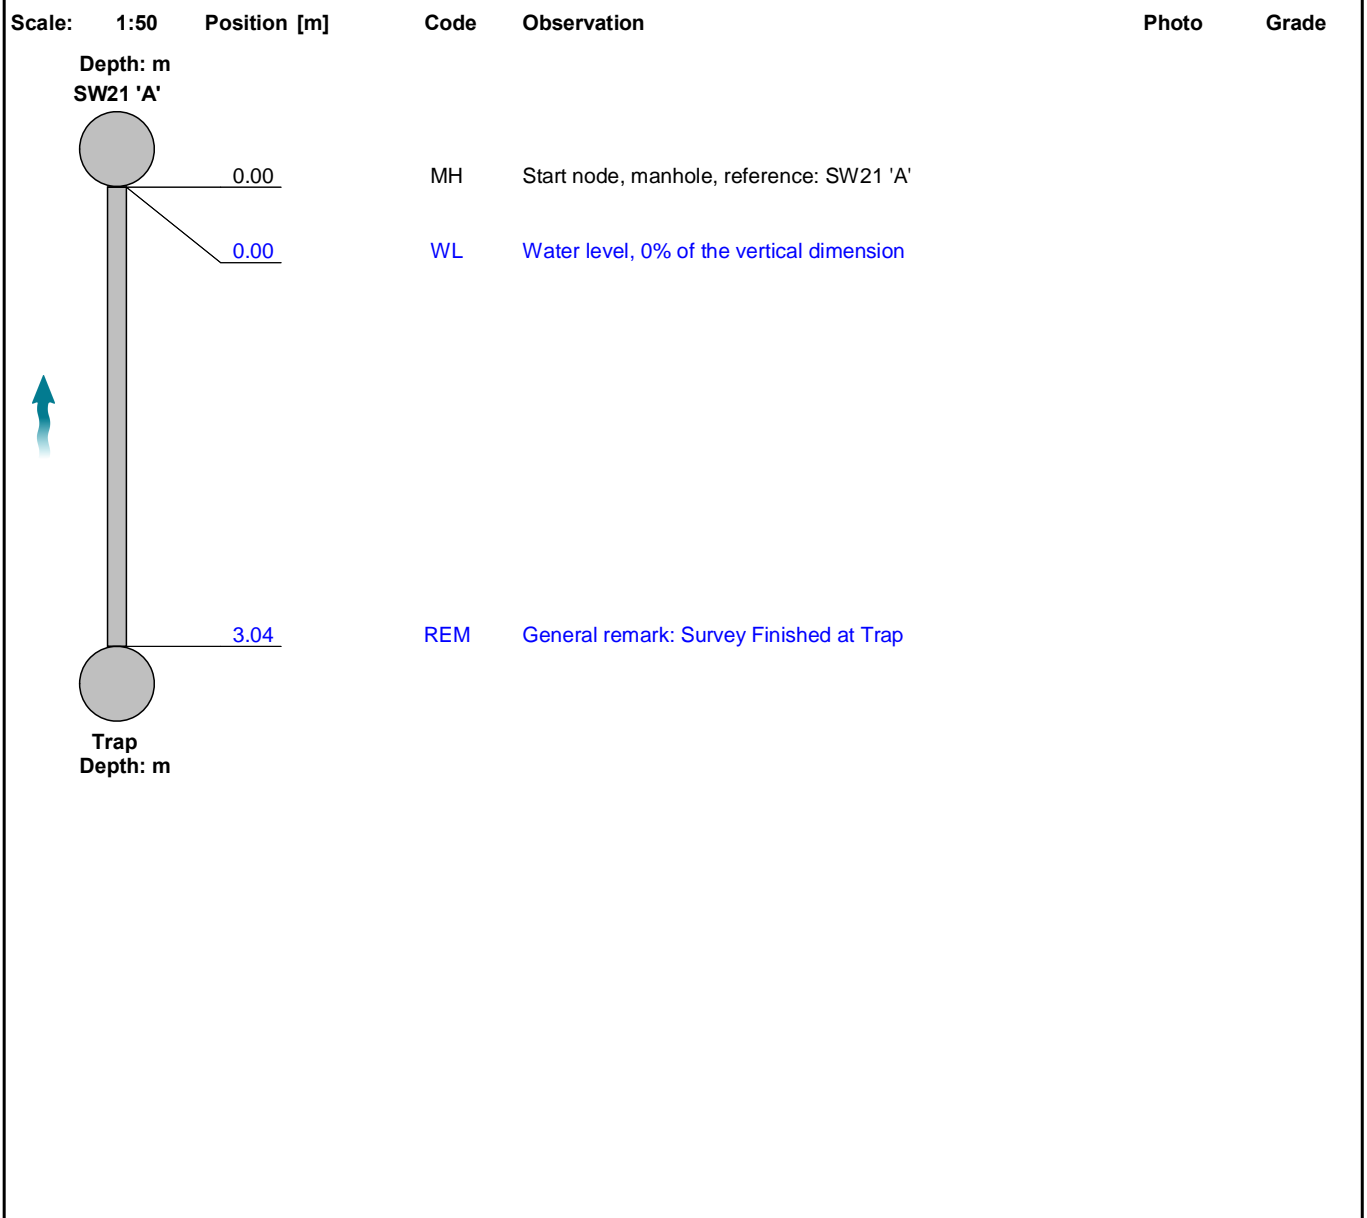 Scale: 1:50 Position [m] Code Observation Photo Grade
Depth: m
SW21 'A'
0.00 MH Start node, manhole, reference: SW21 'A'
0.00 WL Water level, 0% of the vertical dimension
3.04 REM General remark: Survey Finished at Trap
Trap
Depth: m